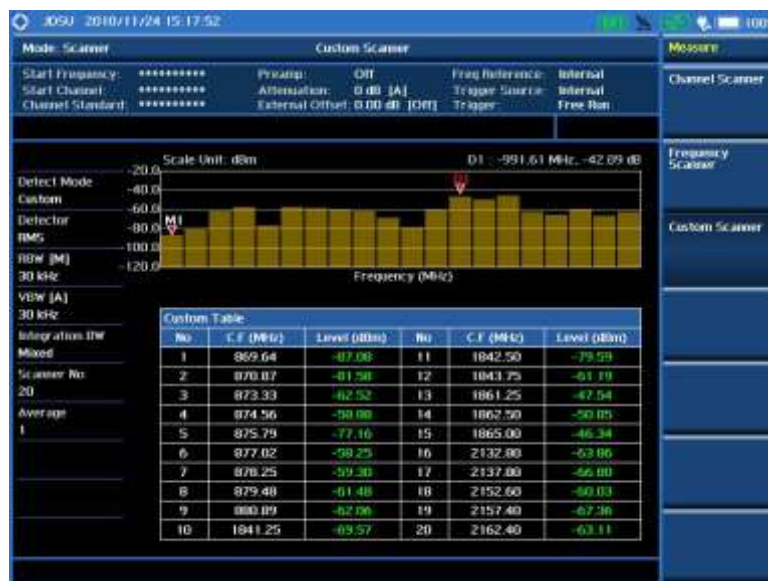 JDSU 2010/11/24 15:17:52
100%
Mode: Scanner
Custom Scanner
Measure
Start Frequency: **********
Preamp: Off
Freq Reference: Internal
Start Channel: **********
Attenuation: 0 dB [A]
Trigger Source: Internal
Channel Standard: **********
External Offset: 0.00 dB [Off]
Trigger: Free Run
Channel Scanner
Frequency Scanner
Custom Scanner
Scale Unit: dBm
D1 : -991.61 MHz, -42.09 dB
-20.0
-40.0
-60.0
-80.0
-100.0
-120.0
M1
Frequency (MHz)
Detect Mode
Custom
Detector
RMS
RBW [M]
30 kHz
VBW [A]
30 kHz
Integration BW
Mixed
Scanner No
20
Average
1
Custom Table
No C.F (MHz) Level (dBm) No C.F (MHz) Level (dBm)
1 869.64 -87.08 11 1842.50 -79.59
2 870.87 -81.58 12 1843.75 -61.19
3 873.33 -62.52 13 1861.25 -47.54
4 874.56 14 1862.50
5 875.79 -77.16 15 1865.00 -46.34
6 877.02 -58.25 16 2132.80 -63.86
7 878.25 -59.30 17 2137.80
8 879.48 -61.48 18 2152.60 -60.03
9 880.89 -62.06 19 2157.40 -67.36
10 1841.25 -69.57 20 2162.40 -63.11